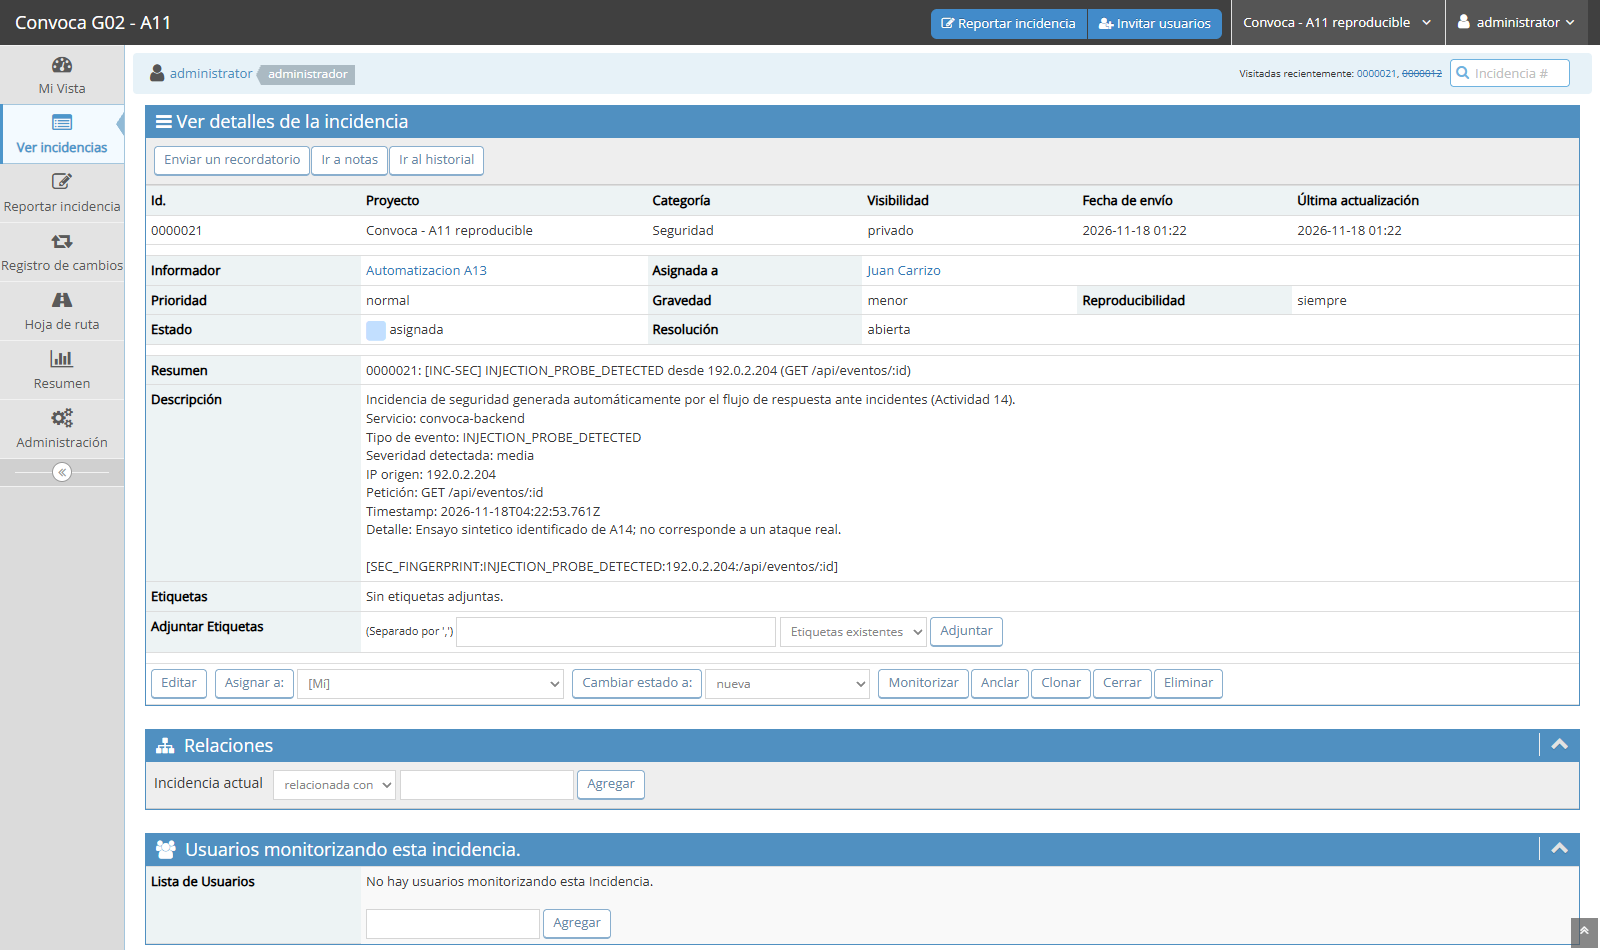 Convoca G02 - A11
Reportar incidencia
Invitar usuarios
Convoca - A11 reproducible
administrator
Mi Vista
Ver incidencias
Reportar incidencia
Registro de cambios
Hoja de ruta
Resumen
Administración
administrator administrador
Visitadas recientemente: 0000021, 0000012
Incidencia #
Ver detalles de la incidencia
Enviar un recordatorio Ir a notas Ir al historial
Id. Proyecto Categoría Visibilidad Fecha de envío Última actualización
0000021 Convoca - A11 reproducible Seguridad privado 2026-11-18 01:22 2026-11-18 01:22
Informador Automatizacion A13 Asignada a Juan Carrizo
Prioridad normal Gravedad menor Reproducibilidad siempre
Estado asignada Resolución abierta
Resumen 0000021: [INC-SEC] INJECTION_PROBE_DETECTED desde 192.0.2.204 (GET /api/eventos/:id)
Descripción Incidencia de seguridad generada automáticamente por el flujo de respuesta ante incidentes (Actividad 14).
Servicio: convoca-backend
Tipo de evento: INJECTION_PROBE_DETECTED
Severidad detectada: media
IP origen: 192.0.2.204
Petición: GET /api/eventos/:id
Timestamp: 2026-11-18T04:22:53.761Z
Detalle: Ensayo sintetico identificado de A14; no corresponde a un ataque real.
[SEC_FINGERPRINT:INJECTION_PROBE_DETECTED:192.0.2.204:/api/eventos/:id]
Etiquetas Sin etiquetas adjuntas.
Adjuntar Etiquetas (Separado por ',') Etiquetas existentes Adjuntar
Editar Asignar a: [Mí] Cambiar estado a: nueva Monitorizar Anclar Clonar Cerrar Eliminar
Relaciones
Incidencia actual relacionada con Agregar
Usuarios monitorizando esta incidencia.
Lista de Usuarios No hay usuarios monitorizando esta Incidencia.
Agregar